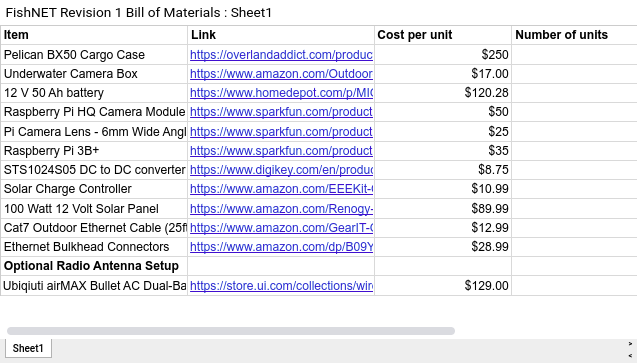 FishNET Revision 1 Bill of Materials : Sheet1
Item Link Cost per unit Number of units
Pelican BX50 Cargo Case https://overlandaddict.com/produc $250
Underwater Camera Box https://www.amazon.com/Outdoor $17.00
12 V 50 Ah battery https://www.homedepot.com/p/MI $120.28
Raspberry Pi HQ Camera Module https://www.sparkfun.com/product $50
Pi Camera Lens - 6mm Wide Angl https://www.sparkfun.com/product $25
Raspberry Pi 3B+ https://www.sparkfun.com/product $35
STS1024S05 DC to DC converter https://www.digikey.com/en/produc $8.75
Solar Charge Controller https://www.amazon.com/EEEKit- $10.99
100 Watt 12 Volt Solar Panel https://www.amazon.com/Renogy- $89.99
Cat7 Outdoor Ethernet Cable (25f https://www.amazon.com/GearIT- $12.99
Ethernet Bulkhead Connectors https://www.amazon.com/dp/B09Y $28.99
Optional Radio Antenna Setup
Ubiqiuti airMAX Bullet AC Dual-Ba https://store.ui.com/collections/wir $129.00
Sheet1